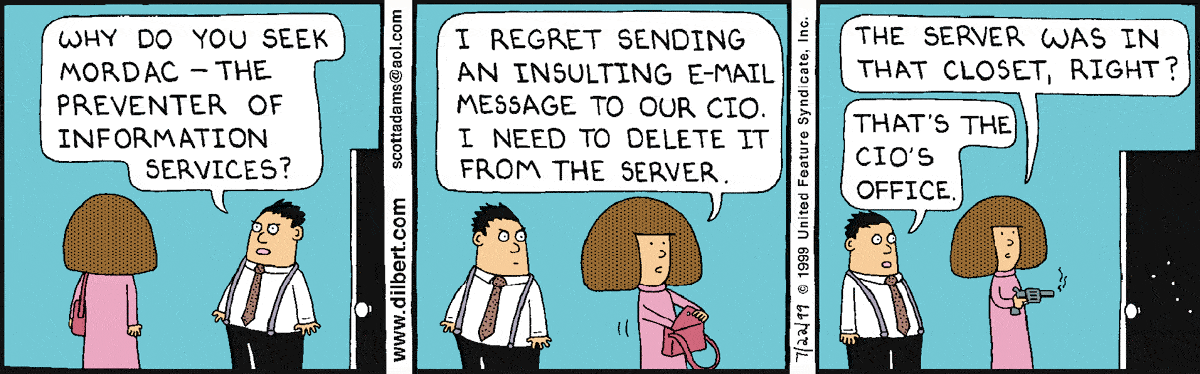 WHY DO YOU SEEK
MORDAC – THE
PREVENTER OF
INFORMATION
SERVICES?
www.dilbert.com scottadams@aol.com
I REGRET SENDING
AN INSULTING E-MAIL
MESSAGE TO OUR CIO.
I NEED TO DELETE IT
FROM THE SERVER.
7/22/99 © 1999 United Feature Syndicate, Inc.
THE SERVER WAS IN
THAT CLOSET, RIGHT?
THAT'S THE
CIO'S
OFFICE.